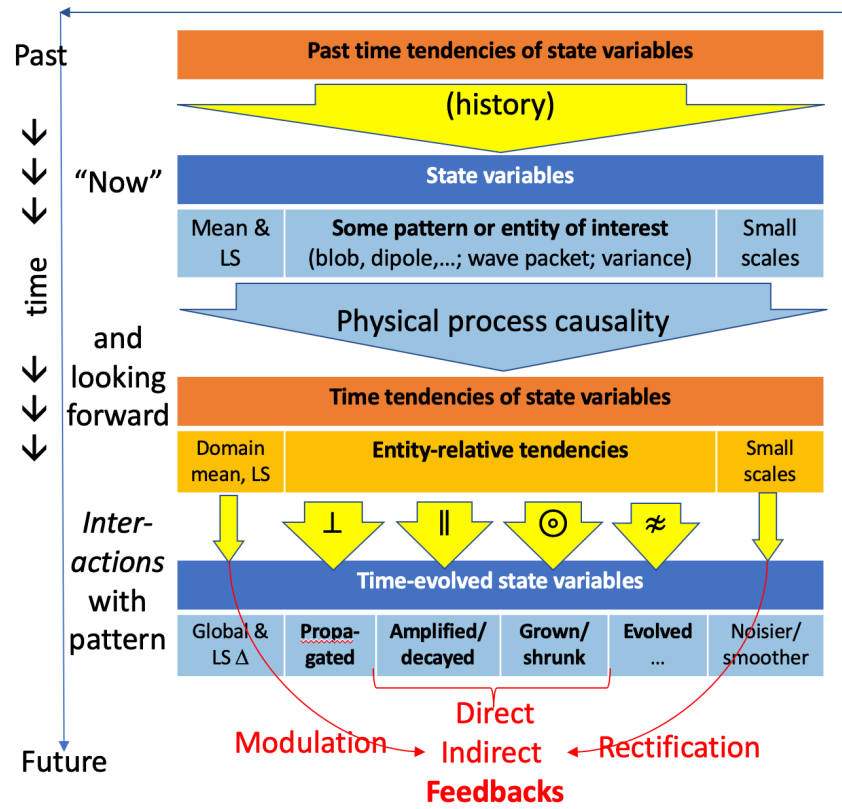 Past
Past time tendencies of state variables
(history)
"Now"
State variables
Mean &
LS
Some pattern or entity of interest
(blob, dipole,...; wave packet; variance)
Small
scales
time
Physical process causality
and
looking
forward
Time tendencies of state variables
Domain
mean, LS
Entity-relative tendencies
Small
scales
⊥
∥
⊙
≉
Inter-
actions
with
pattern
Time-evolved state variables
Global &
LS Δ
Propa-
gated
Amplified/
decayed
Grown/
shrunk
Evolved
...
Noisier/
smoother
Direct
Modulation
Indirect
Rectification
Feedbacks
Future